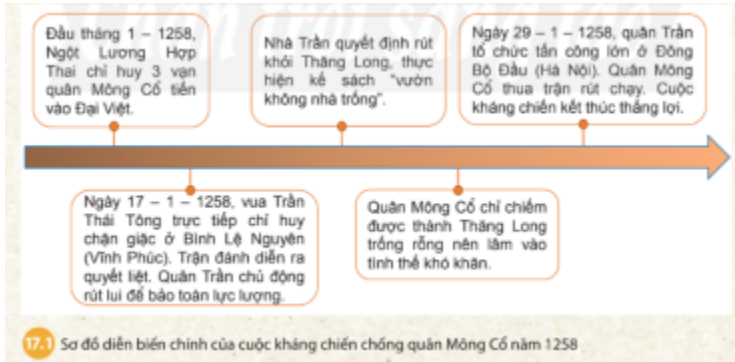 Đầu tháng 1 – 1258,
Ngột Lương Hợp
Thai chỉ huy 3 vạn
quân Mông Cổ tiến
vào Đại Việt.
Nhà Trần quyết định rút
khỏi Thăng Long, thực
hiện kế sách "vườn
không nhà trống".
Ngày 29 – 1 – 1258, quân Trần
tổ chức tấn công lớn ở Đông
Bộ Đầu (Hà Nội). Quân Mông
Cổ thua trận rút chạy. Cuộc
kháng chiến kết thúc thắng lợi.
Ngày 17 – 1 – 1258, vua Trần
Thái Tông trực tiếp chỉ huy
chặn giặc ở Bình Lệ Nguyên
(Vĩnh Phúc). Trận đánh diễn ra
quyết liệt. Quân Trần chủ động
rút lui để bảo toàn lực lượng.
Quân Mông Cổ chỉ chiếm
được thành Thăng Long
trống rỗng nên lâm vào
tình thế khó khăn.
17.1 Sơ đồ diễn biến chính của cuộc kháng chiến chống quân Mông Cổ năm 1258